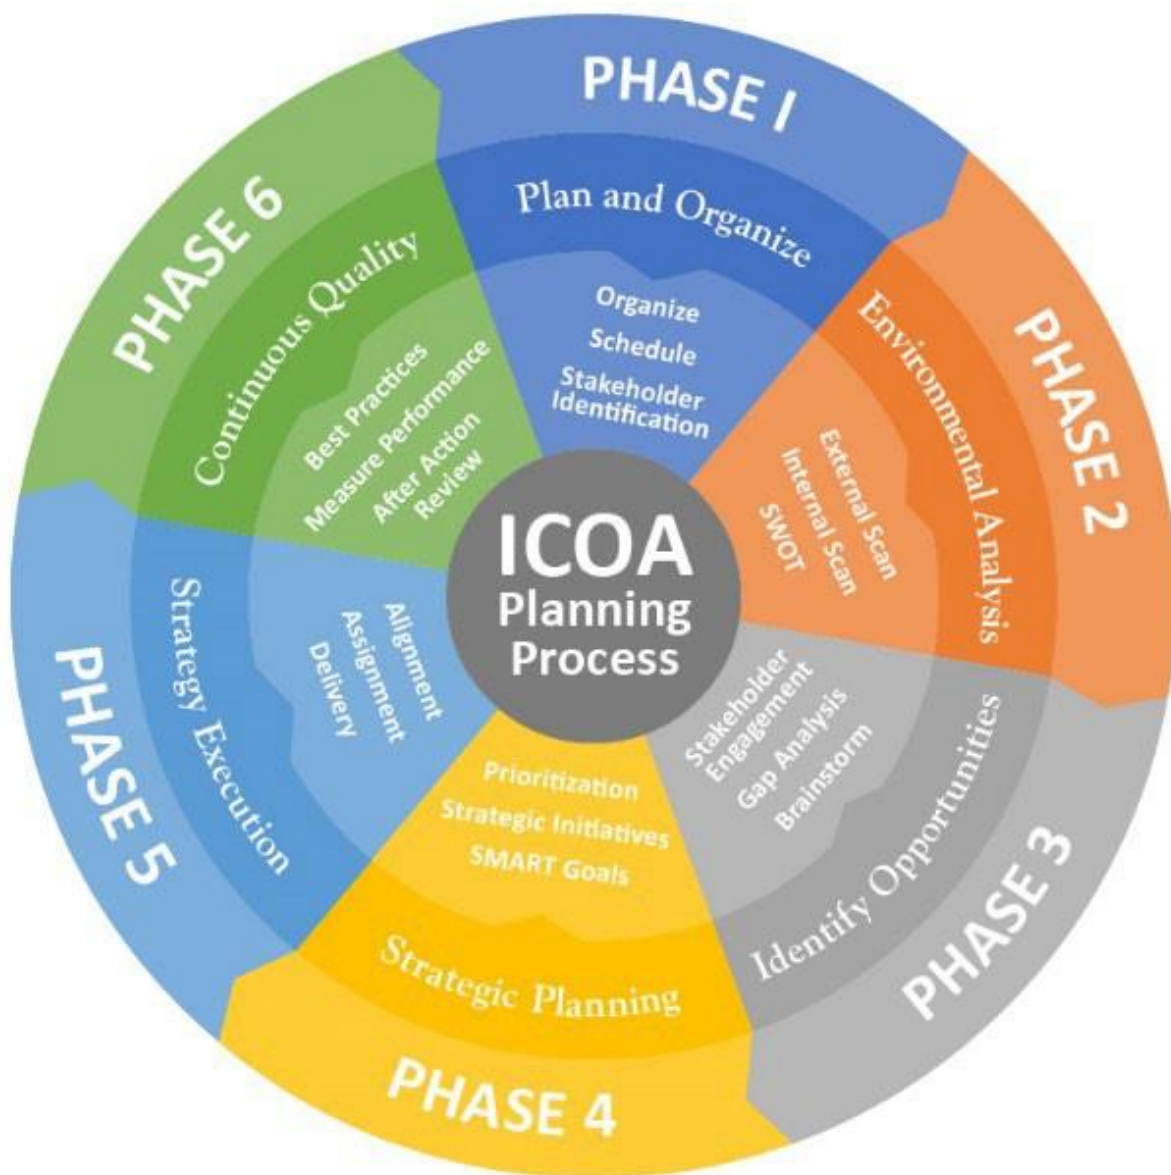 PHASE I
Plan and Organize
Organize
Schedule
Stakeholder
Identification
PHASE 2
Environmental Analysis
External Scan
Internal Scan
SWOT
PHASE 3
Identify Opportunities
Stakeholder
Engagement
Gap Analysis
Brainstorm
PHASE 4
Strategic Planning
Prioritization
Strategic Initiatives
SMART Goals
PHASE 5
Strategy Execution
Alignment
Assignment
Delivery
PHASE 6
Continuous Quality
Best Practices
Measure Performance
After Action
Review
ICOA
Planning
Process